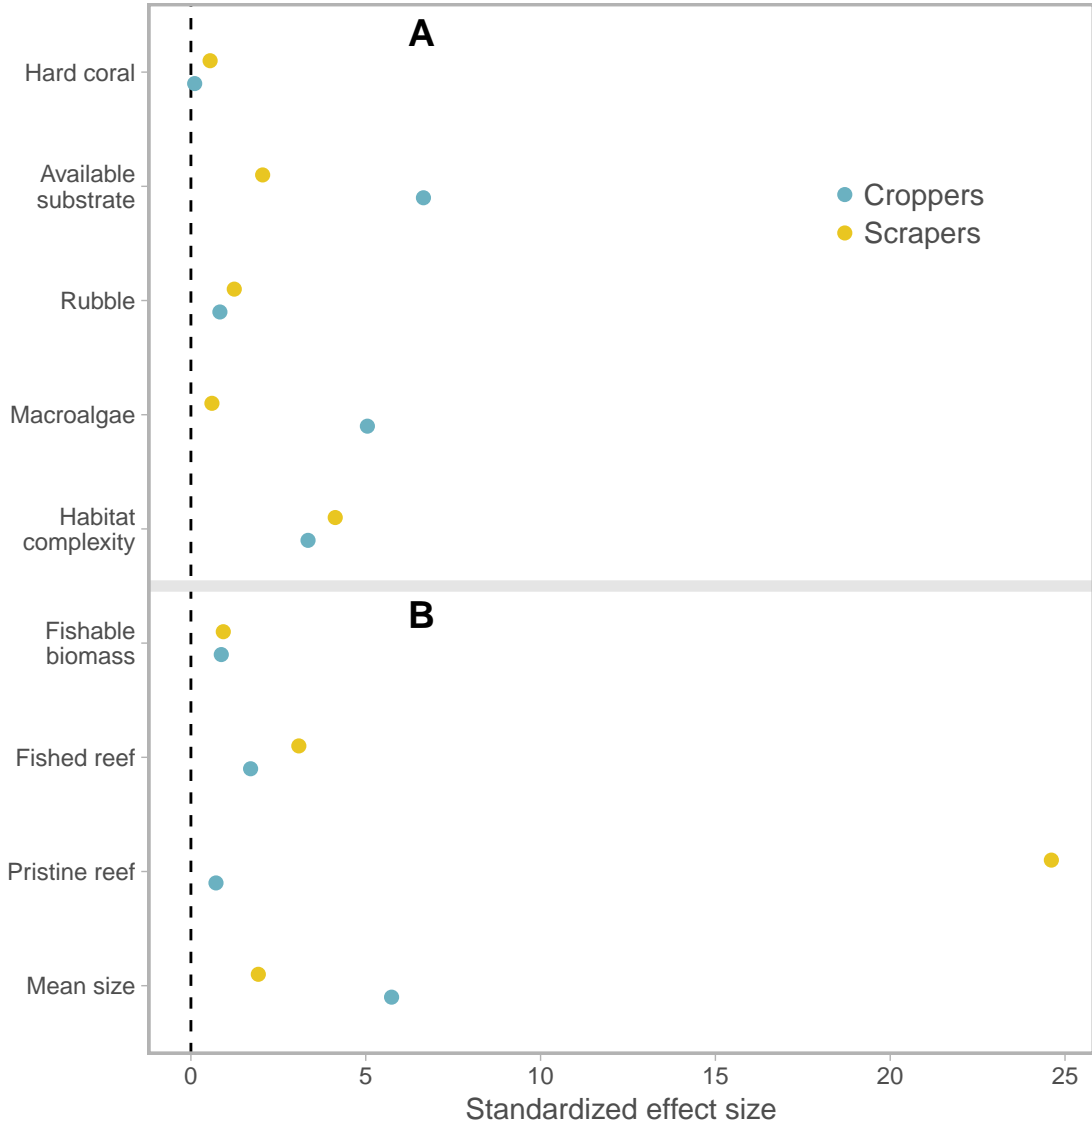 A
Hard coral
Available
substrate
Croppers
Scrapers
Rubble
Macroalgae
Habitat
complexity
B
Fishable
biomass
Fished reef
Pristine reef
Mean size
0 5 10 15 20 25
Standardized effect size